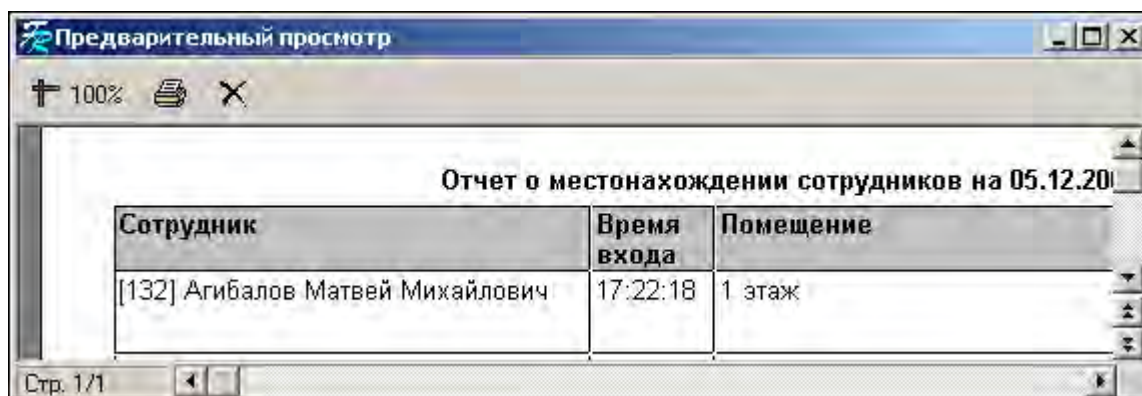 Предварительный просмотр
100%
Отчет о местонахождении сотрудников на 05.12.20
Сотрудник
Время
входа
Помещение
[132] Агибалов Матвей Михайлович
17:22:18
1 этаж
Стр. 1/1